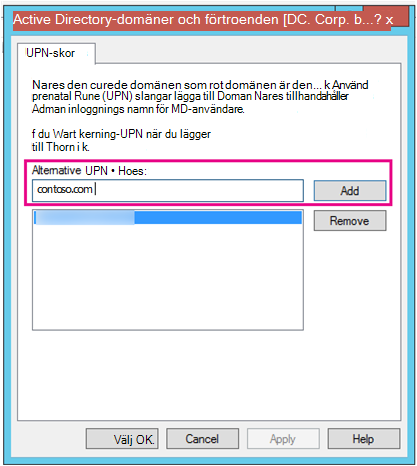 Active Directory-domäner och förtroenden [DC. Corp. b...? x
UPN-skor
Nares den curede domänen som rot domänen är den... k Använd
prenatal Rune (UPN) slangar lägga till Doman Nares tillhandahåller
Adman inloggnings namn för MD-användare.
f du Wart kerning-UPN när du lägger
till Thorn i k.
Alternative UPN • Hoes:
contoso.com
Add
Remove
Välj OK.
Cancel
Apply
Help